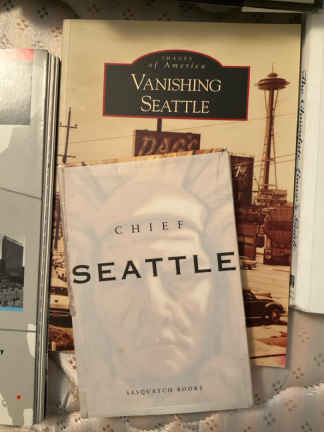 IMAGES
of America
VANISHING
SEATTLE
CHIEF
SEATTLE
SASQUATCH BOOKS